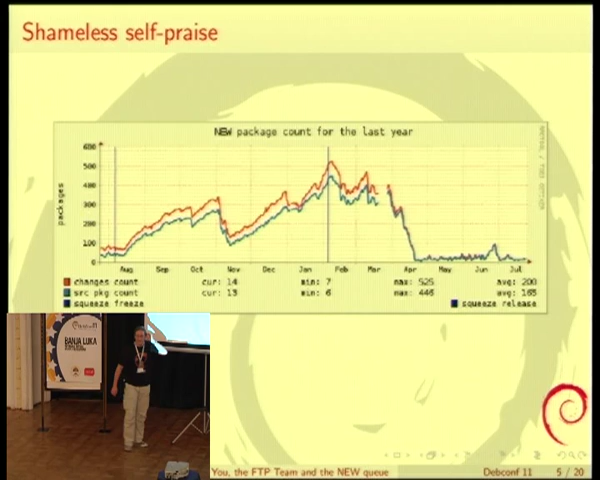 Shameless self-praise
NEW package count for the last year
600
500
400
300
200
100
0
packages
Aug Sep Oct Nov Dec Jan Feb Mar Apr May Jun Jul
changes count cur: 14 min: 7 max: 525 avg: 200
src pkg count cur: 13 min: 6 max: 446 avg: 165
squeeze freeze squeeze release
BANJA LUKA
You, the FTP Team and the NEW queue Debconf 11 5 / 20